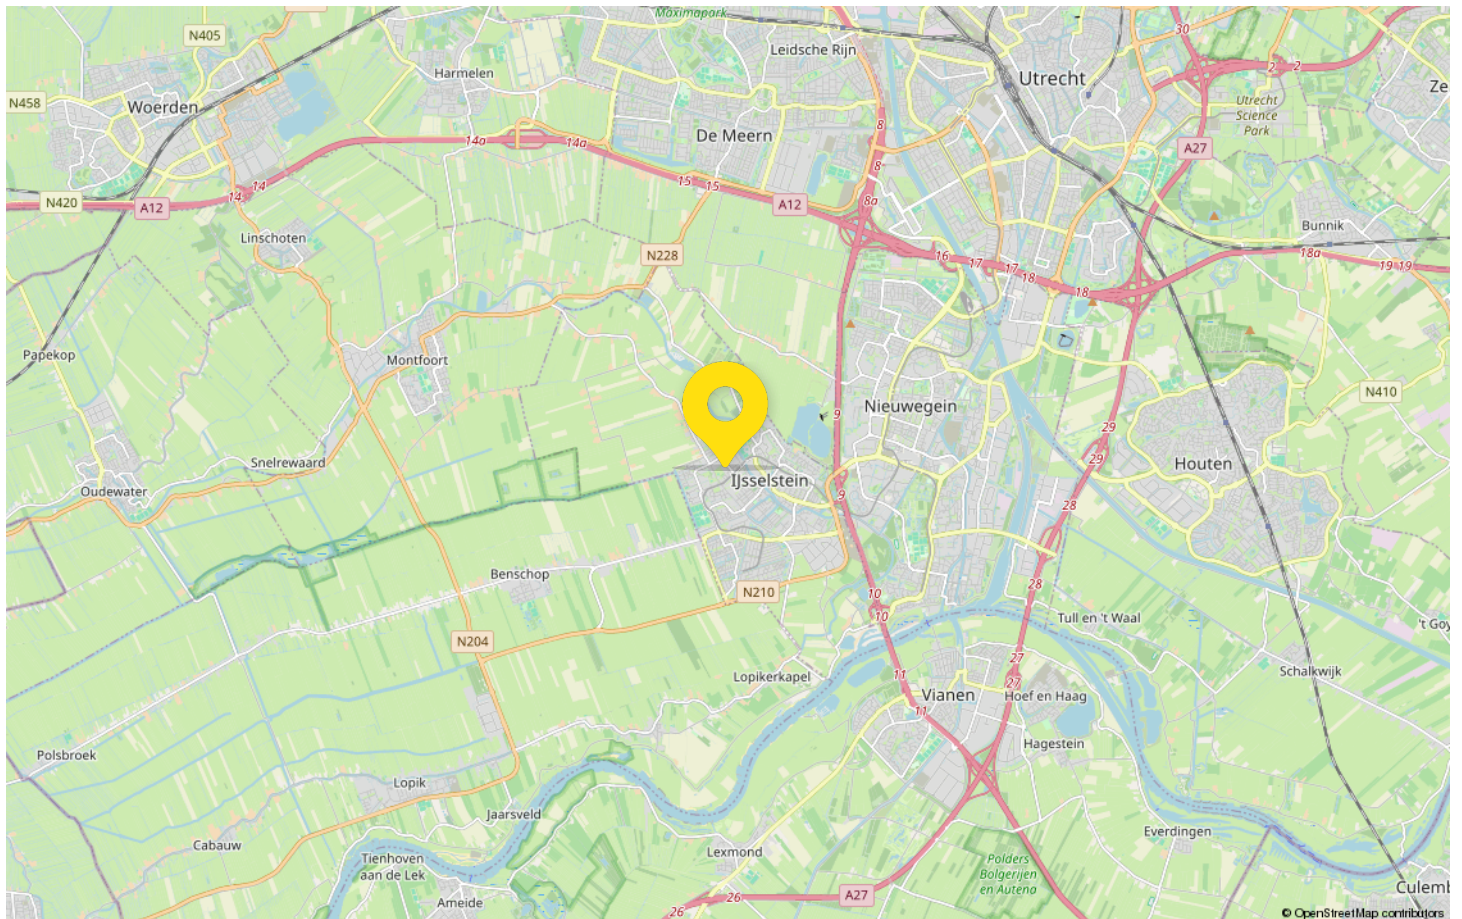 Maximapark
N405
30
Leidsche Rijn
Harmelen
2
2
Utrecht
Ze
N458
Woerden
Utrecht
Science
Park
De Meern
8
14a
14a
A27
8
15
15
14
14
N420
A12
A12
8a
Linschoten
Bunnik
N228
16
17
17
18
18
18a
19
19
Papekop
Montfoort
N410
Nieuwegein
9
29
29
Snelrewaard
Houten
Oudewater
IJsselstein
9
28
Benschop
28
N210
10
10
Tull en 't Waal
't Goy
N204
27
27
Schalkwijk
Lopikerkapel
11
Vianen
Hoef en Haag
11
Hagestein
Polsbroek
Lopik
Jaarsveld
Everdingen
Cabauw
Lexmond
Tienhoven
aan de Lek
Polders
Bolgerijen
en Autena
Culemb
A27
Ameide
26
26
© OpenStreetMap contributors